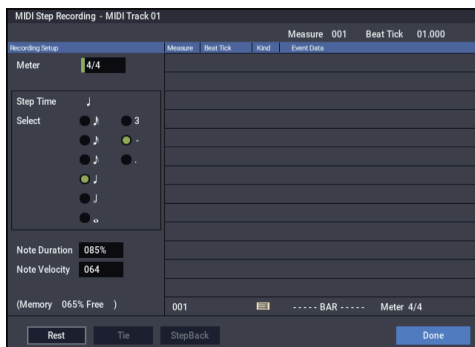 MIDI Step Recording - MIDI Track 01
Measure 001 Beat Tick 01.000
Recording Setup Measure Beat Tick Kind Event Data
Meter 4/4
Step Time
Select 3
-
.
Note Duration 085%
Note Velocity 064
(Memory 065% Free )
001 ----- BAR ----- Meter 4/4
Rest Tie StepBack Done